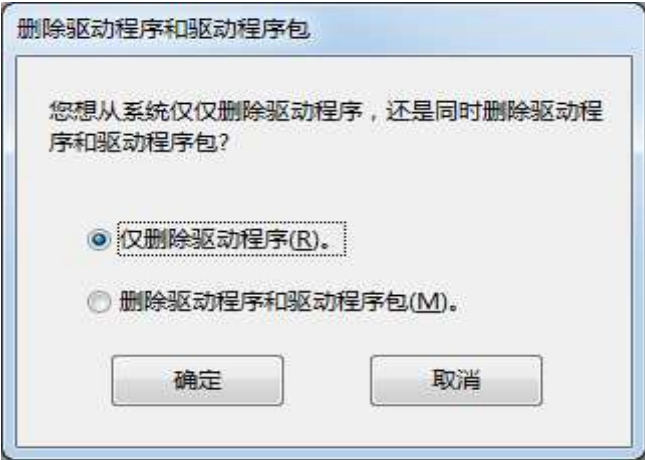 删除驱动程序和驱动程序包
您想从系统仅仅删除驱动程序，还是同时删除驱动程
序和驱动程序包?
仅删除驱动程序(R)。
删除驱动程序和驱动程序包(M)。
确定
取消